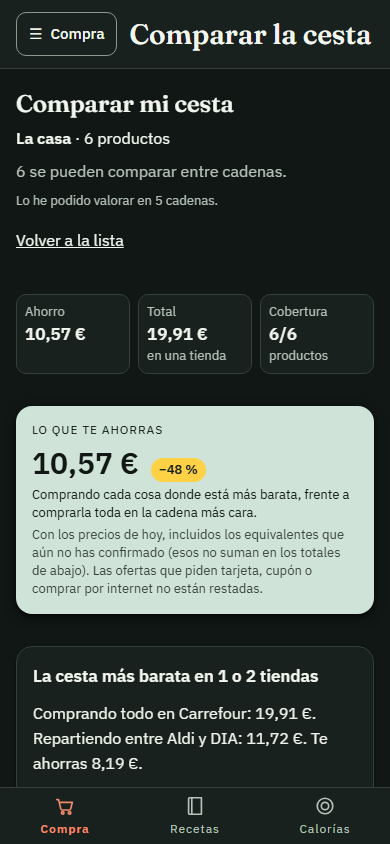 ☰ Compra
Comparar la cesta
Comparar mi cesta
La casa · 6 productos
6 se pueden comparar entre cadenas.
Lo he podido valorar en 5 cadenas.
Volver a la lista
Ahorro
10,57 €
Total
19,91 €
en una tienda
Cobertura
6/6
productos
LO QUE TE AHORRAS
10,57 € −48 %
Comprando cada cosa donde está más barata, frente a
comprarla toda en la cadena más cara.
Con los precios de hoy, incluidos los equivalentes que
aún no has confirmado (esos no suman en los totales
de abajo). Las ofertas que piden tarjeta, cupón o
comprar por internet no están restadas.
La cesta más barata en 1 o 2 tiendas
Comprando todo en Carrefour: 19,91 €.
Repartiendo entre Aldi y DIA: 11,72 €. Te
ahorras 8,19 €.
Compra
Recetas
Calorías